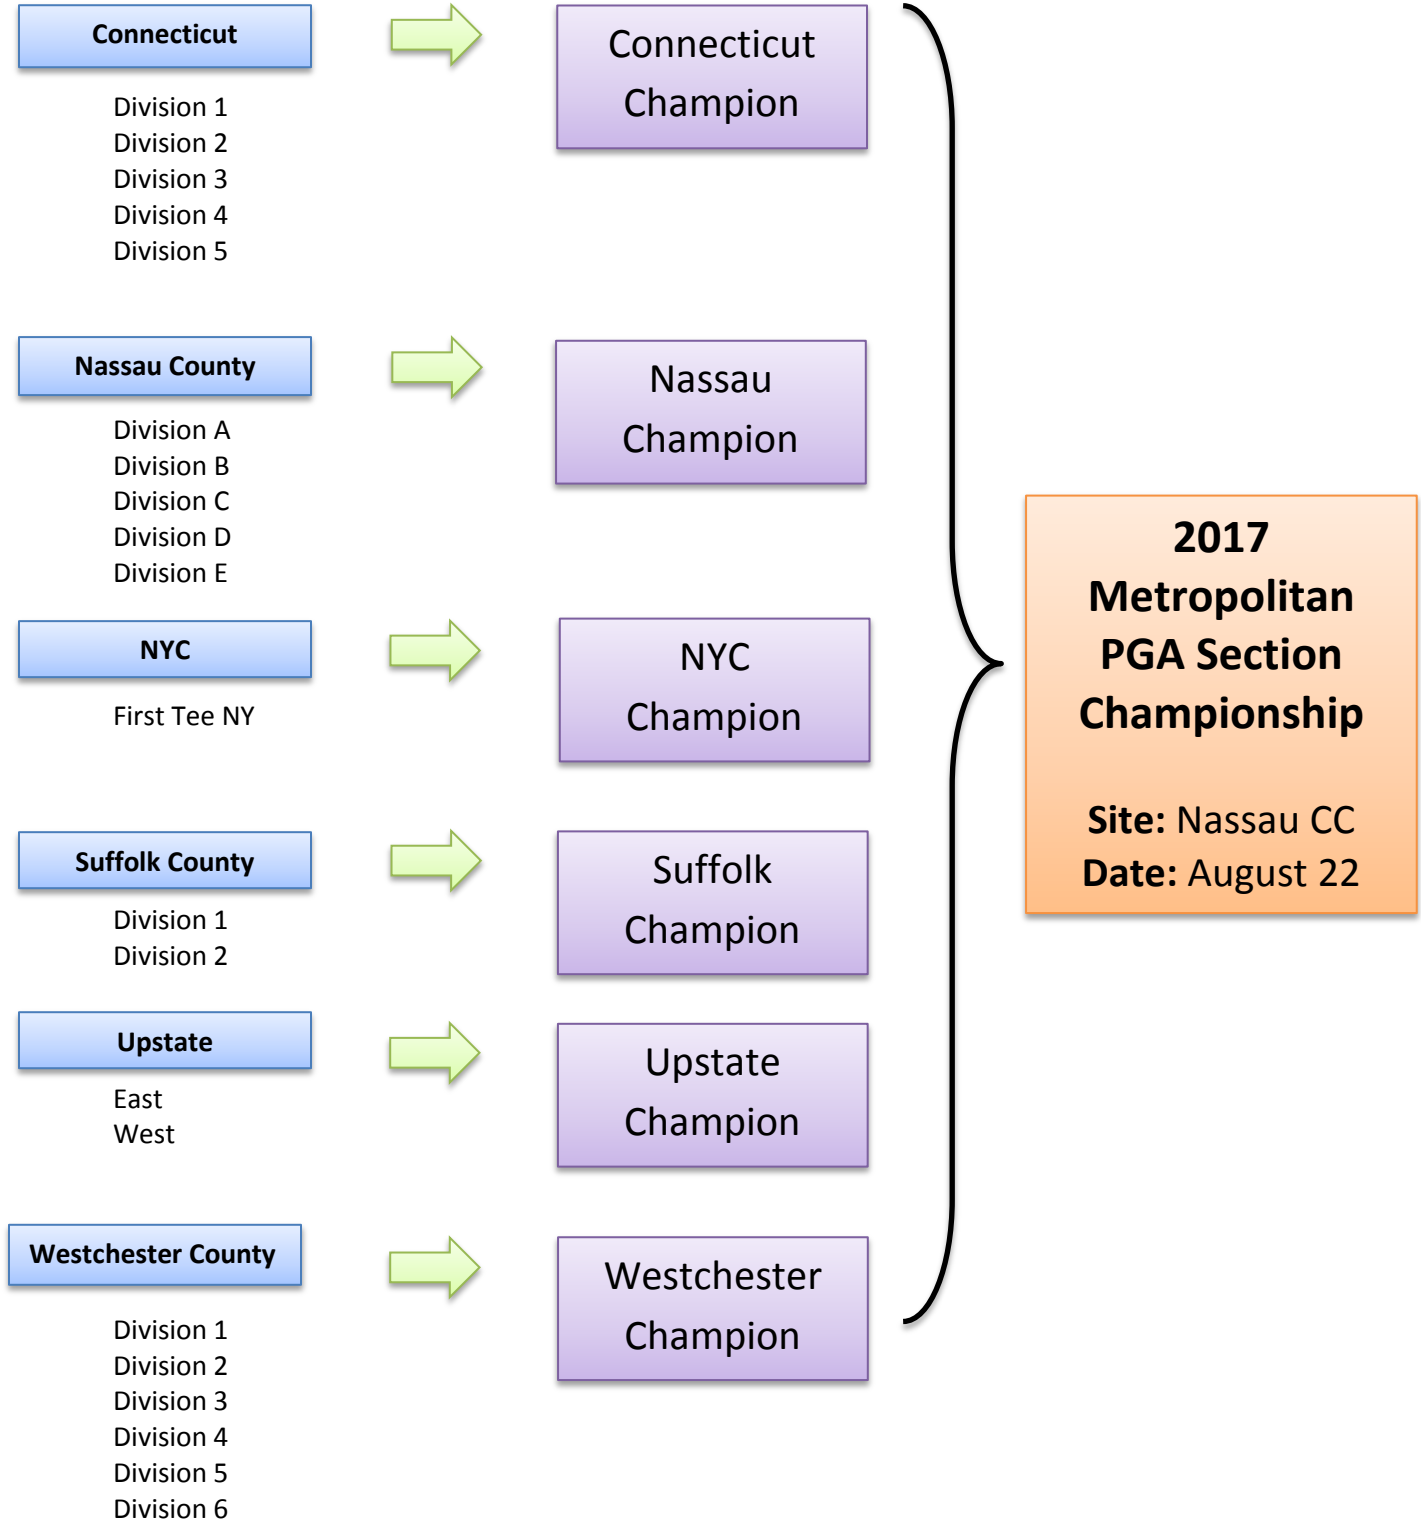 Connecticut
Division 1
Division 2
Division 3
Division 4
Division 5
Connecticut
Champion
Nassau County
Division A
Division B
Division C
Division D
Division E
Nassau
Champion
NYC
First Tee NY
NYC
Champion
Suffolk County
Division 1
Division 2
Suffolk
Champion
Upstate
East
West
Upstate
Champion
Westchester County
Division 1
Division 2
Division 3
Division 4
Division 5
Division 6
Westchester
Champion
2017
Metropolitan
PGA Section
Championship
Site: Nassau CC
Date: August 22